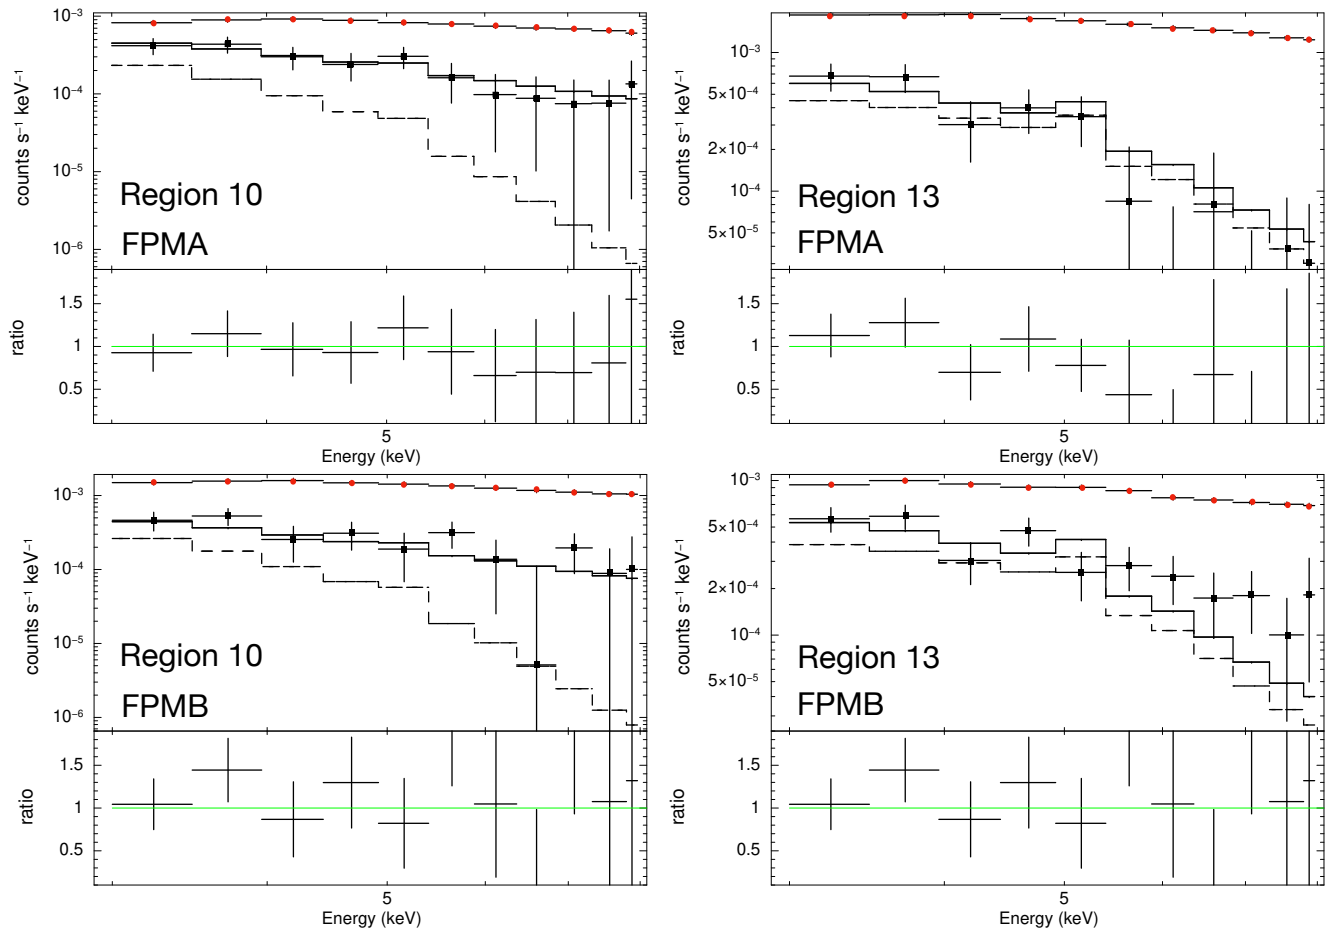 10⁻³
10⁻⁴
10⁻⁵
10⁻⁶
counts s⁻¹ keV⁻¹
Region 10
FPMA
1.5
1
0.5
ratio
5
Energy (keV)
10⁻³
5×10⁻⁴
2×10⁻⁴
10⁻⁴
5×10⁻⁵
counts s⁻¹ keV⁻¹
Region 13
FPMA
1.5
1
0.5
ratio
5
Energy (keV)
10⁻³
10⁻⁴
10⁻⁵
10⁻⁶
counts s⁻¹ keV⁻¹
Region 10
FPMB
1.5
1
0.5
ratio
5
Energy (keV)
10⁻³
5×10⁻⁴
2×10⁻⁴
10⁻⁴
5×10⁻⁵
counts s⁻¹ keV⁻¹
Region 13
FPMB
1.5
1
0.5
ratio
5
Energy (keV)